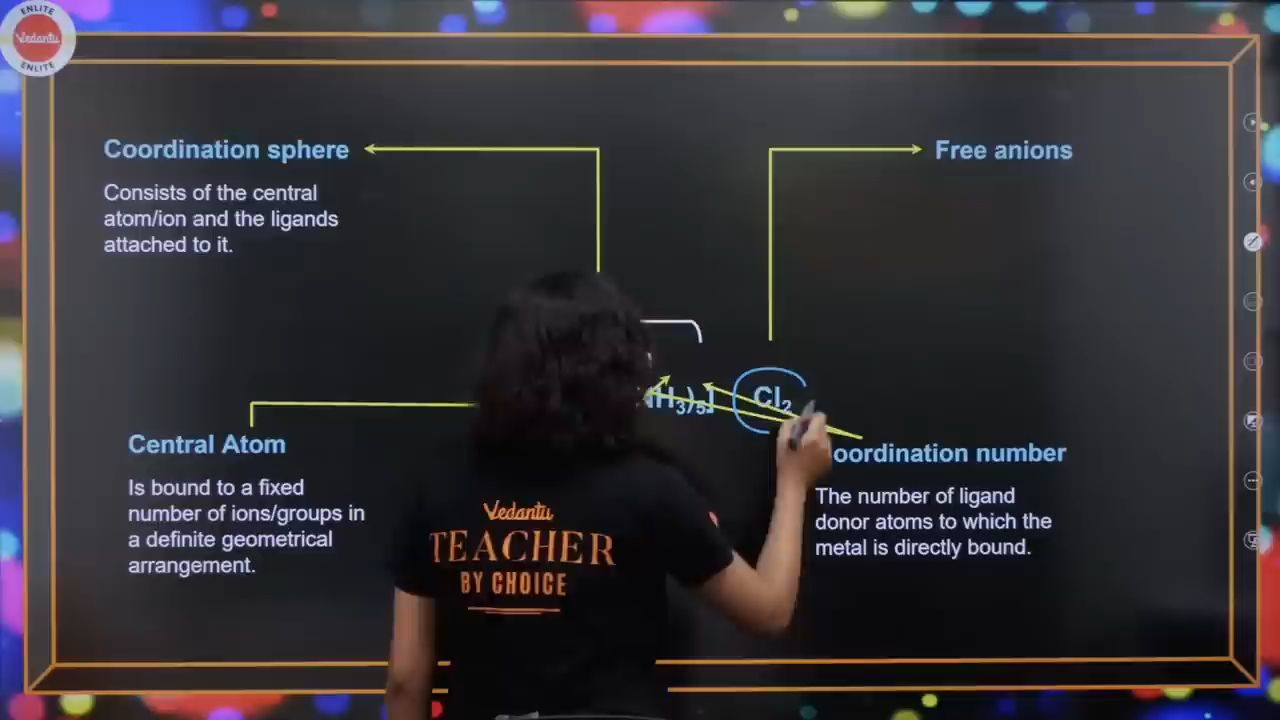 ENLITE
Vedantu
ENLITE
Coordination sphere
Consists of the central
atom/ion and the ligands
attached to it.
Free anions
H₃)₅] Cl₂
Central Atom
Is bound to a fixed
number of ions/groups in
a definite geometrical
arrangement.
oordination number
The number of ligand
donor atoms to which the
metal is directly bound.
Vedantu
TEACHER
BY CHOICE